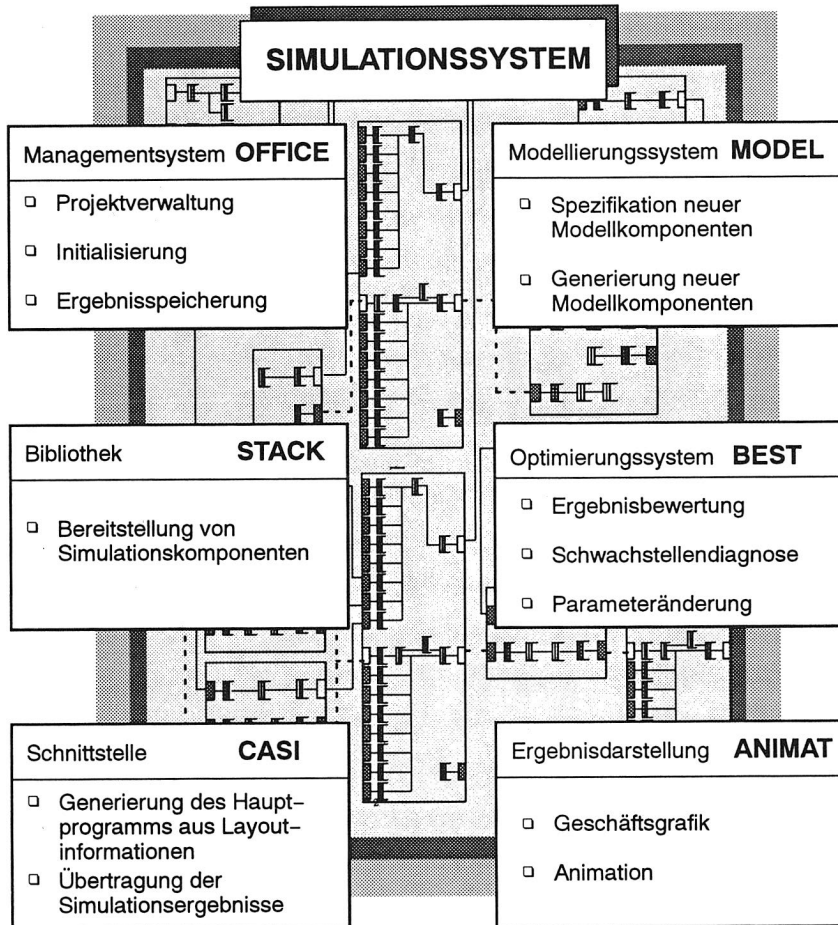 SIMULATIONSSYSTEM
Managementsystem OFFICE
Projektverwaltung
Initialisierung
Ergebnisspeicherung
Modellierungssystem MODEL
Spezifikation neuer
Modellkomponenten
Generierung neuer
Modellkomponenten
Bibliothek STACK
Bereitstellung von
Simulationskomponenten
Optimierungssystem BEST
Ergebnisbewertung
Schwachstellendiagnose
Parameteränderung
Schnittstelle CASI
Generierung des Haupt–
programms aus Layout–
informationen
Übertragung der
Simulationsergebnisse
Ergebnisdarstellung ANIMAT
Geschäftsgrafik
Animation